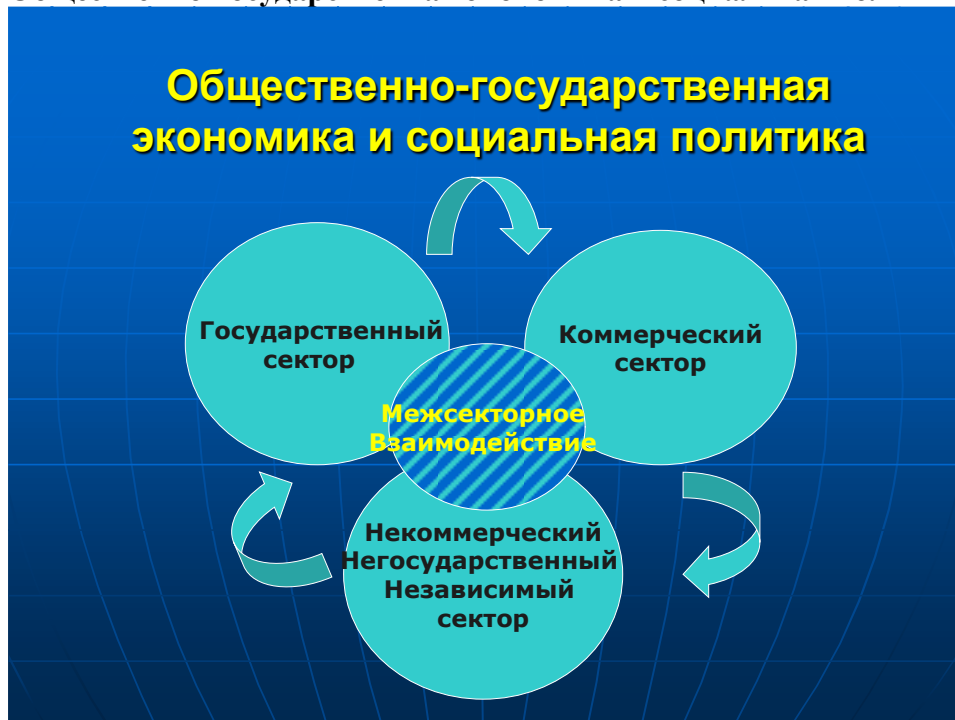 Общественно-государственная
экономика и социальная политика
Государственный
сектор
Коммерческий
сектор
Межсекторное
Взаимодействие
Некоммерческий
Негосударственный
Независимый
сектор